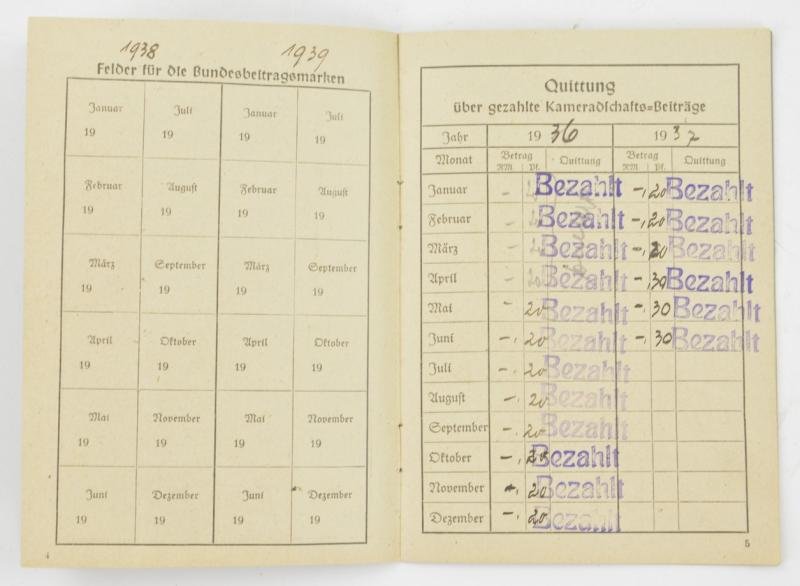 1938 1939
Felder für die Bundesbeitragsmarken
Januar Juli Januar Juli
19 19 19 19
Februar August Februar August
19 19 19 19
März September März September
19 19 19 19
April Oktober April Oktober
19 19 19 19
Mai November Mai November
19 19 19 19
Juni Dezember Juni Dezember
19 19 19 19
4
Quittung
über gezahlte Kameradschafts=Beiträge
Jahr 1936 1937
Monat Betrag Quittung Betrag Quittung
RM. Pf. RM. Pf.
Januar Bezahlt -,20 Bezahlt
Februar Bezahlt -,20 Bezahlt
März Bezahlt -,20 Bezahlt
April Bezahlt -,30 Bezahlt
Mai - 20 Bezahlt -,30 Bezahlt
Juni -,20 Bezahlt -,30 Bezahlt
Juli -,20 Bezahlt
August -,20 Bezahlt
September -,20 Bezahlt
Oktober -,20 Bezahlt
November -,20 Bezahlt
Dezember -,20 Bezahlt
5